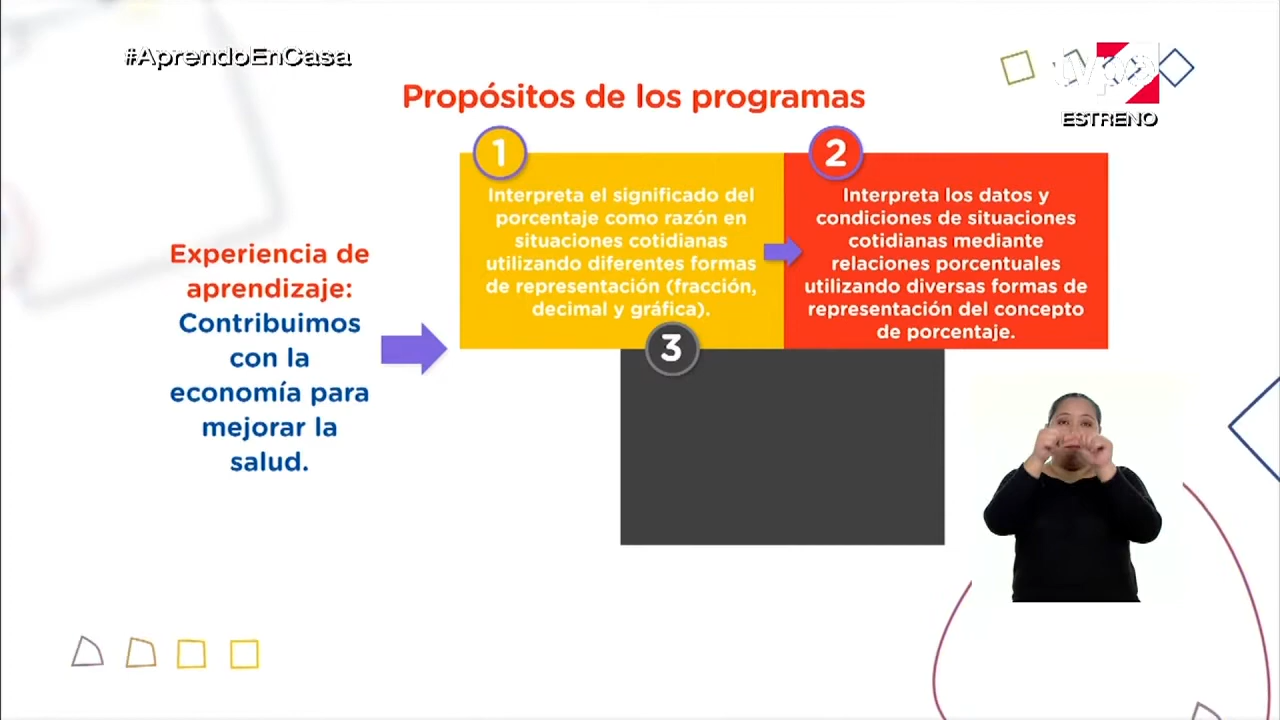 #AprendoEnCasa
tvpe
ESTRENO
Propósitos de los programas
Experiencia de
aprendizaje:
Contribuimos
con la
economía para
mejorar la
salud.
1
Interpreta el significado del
porcentaje como razón en
situaciones cotidianas
utilizando diferentes formas
de representación (fracción,
decimal y gráfica).
2
Interpreta los datos y
condiciones de situaciones
cotidianas mediante
relaciones porcentuales
utilizando diversas formas de
representación del concepto
de porcentaje.
3